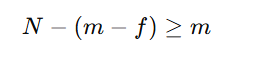 N − (m − f) ≥ m